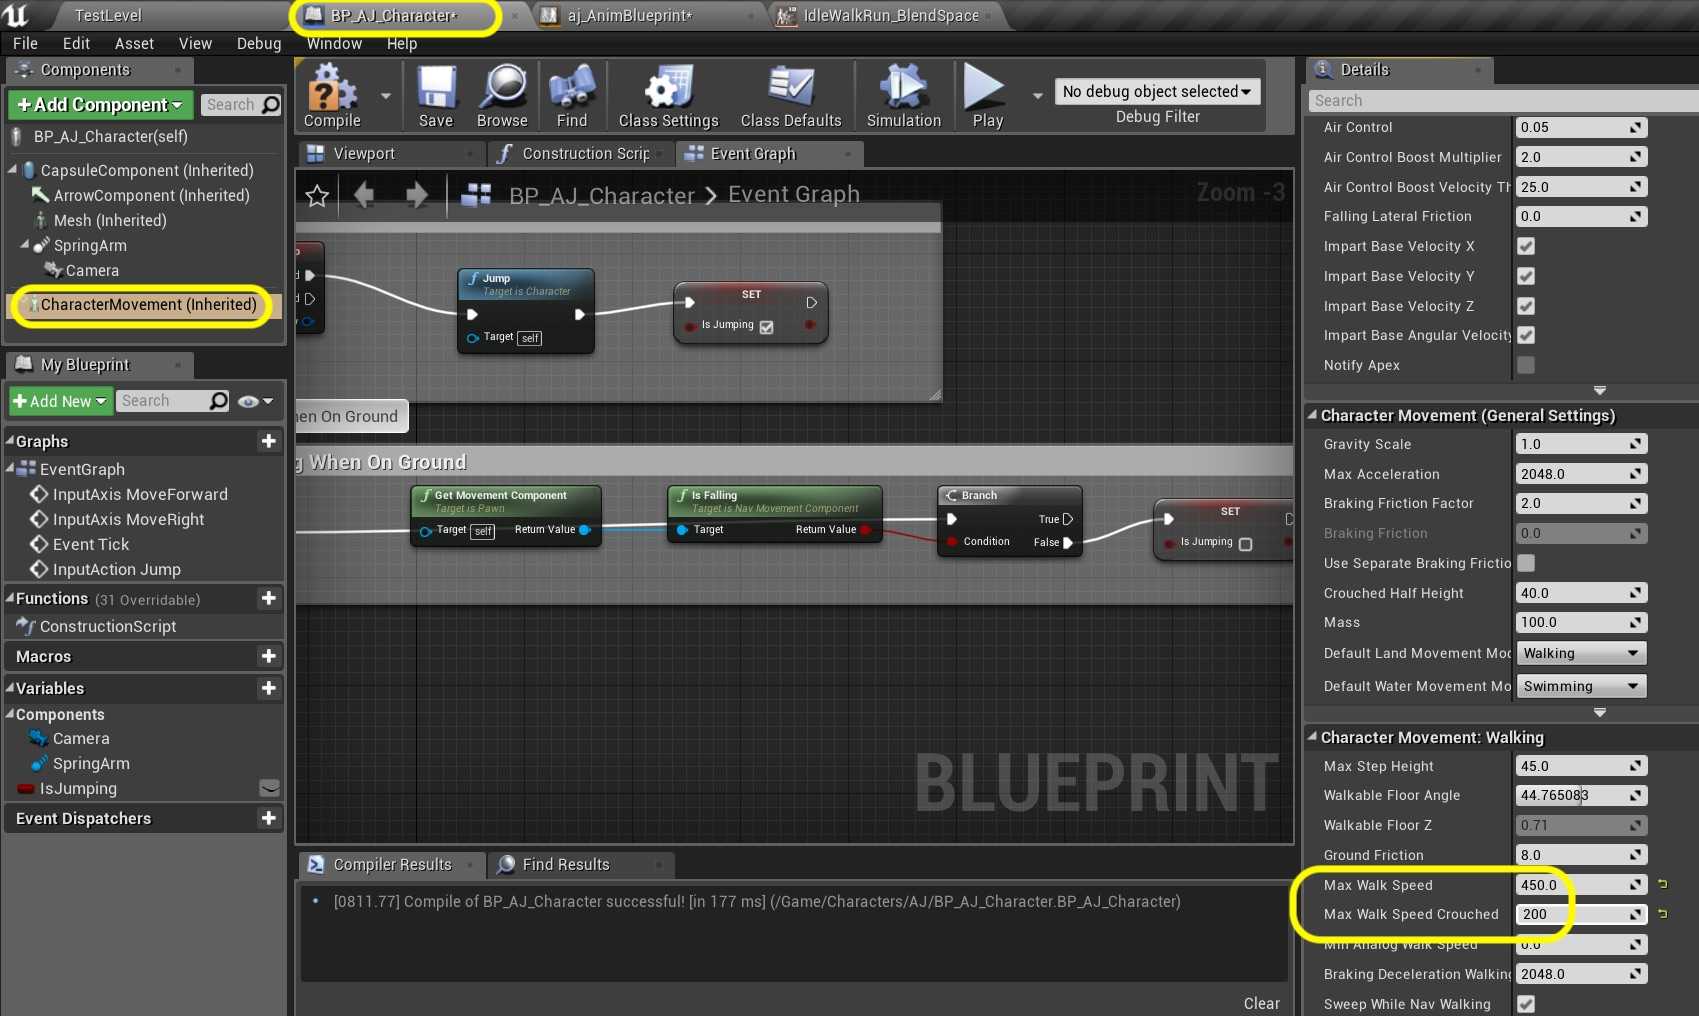 TestLevel
BP_AJ_Character*
aj_AnimBlueprint*
IdleWalkRun_BlendSpace
File Edit Asset View Debug Window Help
Components
+Add Component
Search
BP_AJ_Character(self)
CapsuleComponent (Inherited)
ArrowComponent (Inherited)
Mesh (Inherited)
SpringArm
Camera
CharacterMovement (Inherited)
My Blueprint
+Add New
Search
Graphs
EventGraph
InputAxis MoveForward
InputAxis MoveRight
Event Tick
InputAction Jump
Functions (31 Overridable)
ConstructionScript
Macros
Variables
Components
Camera
SpringArm
IsJumping
Event Dispatchers
Compile
Save
Browse
Find
Class Settings
Class Defaults
Simulation
Play
No debug object selected
Debug Filter
Viewport
Construction Scrip
Event Graph
BP_AJ_Character > Event Graph
Zoom -3
Jump
Target is Character
Target self
SET
Is Jumping
en On Ground
g When On Ground
Get Movement Component
Target is Pawn
Target self Return Value
Is Falling
Target is Nav Movement Component
Target Return Value
Branch
True
Condition False
SET
Is Jumping
BLUEPRINT
Compiler Results
Find Results
[0811.77] Compile of BP_AJ_Character successful! [in 177 ms] (/Game/Characters/AJ/BP_AJ_Character.BP_AJ_Character)
Clear
Details
Search
Air Control 0.05
Air Control Boost Multiplier 2.0
Air Control Boost Velocity Th 25.0
Falling Lateral Friction 0.0
Impart Base Velocity X
Impart Base Velocity Y
Impart Base Velocity Z
Impart Base Angular Velocity
Notify Apex
Character Movement (General Settings)
Gravity Scale 1.0
Max Acceleration 2048.0
Braking Friction Factor 2.0
Braking Friction 0.0
Use Separate Braking Frictio
Crouched Half Height 40.0
Mass 100.0
Default Land Movement Mod Walking
Default Water Movement Mo Swimming
Character Movement: Walking
Max Step Height 45.0
Walkable Floor Angle 44.765083
Walkable Floor Z 0.71
Ground Friction 8.0
Max Walk Speed 450.0
Max Walk Speed Crouched 200
Min Analog Walk Speed 0.0
Braking Deceleration Walking 2048.0
Sweep While Nav Walking